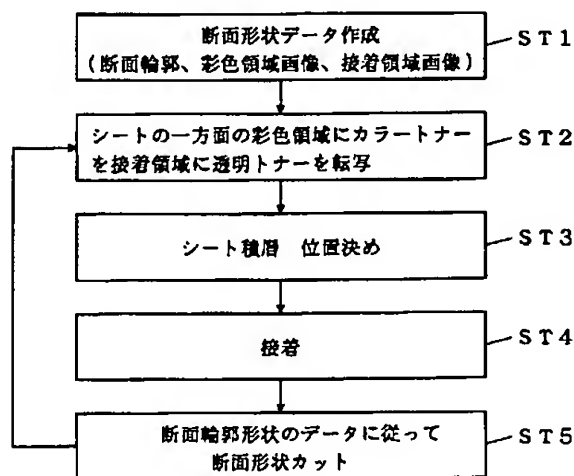 断面形状データ作成
(断面輪郭、彩色領域画像、接着領域画像)
ST1
シートの一方面の彩色領域にカラートナー
を接着領域に透明トナーを転写
ST2
シート積層 位置決め
ST3
接着
ST4
断面輪郭形状のデータに従って
断面形状カット
ST5